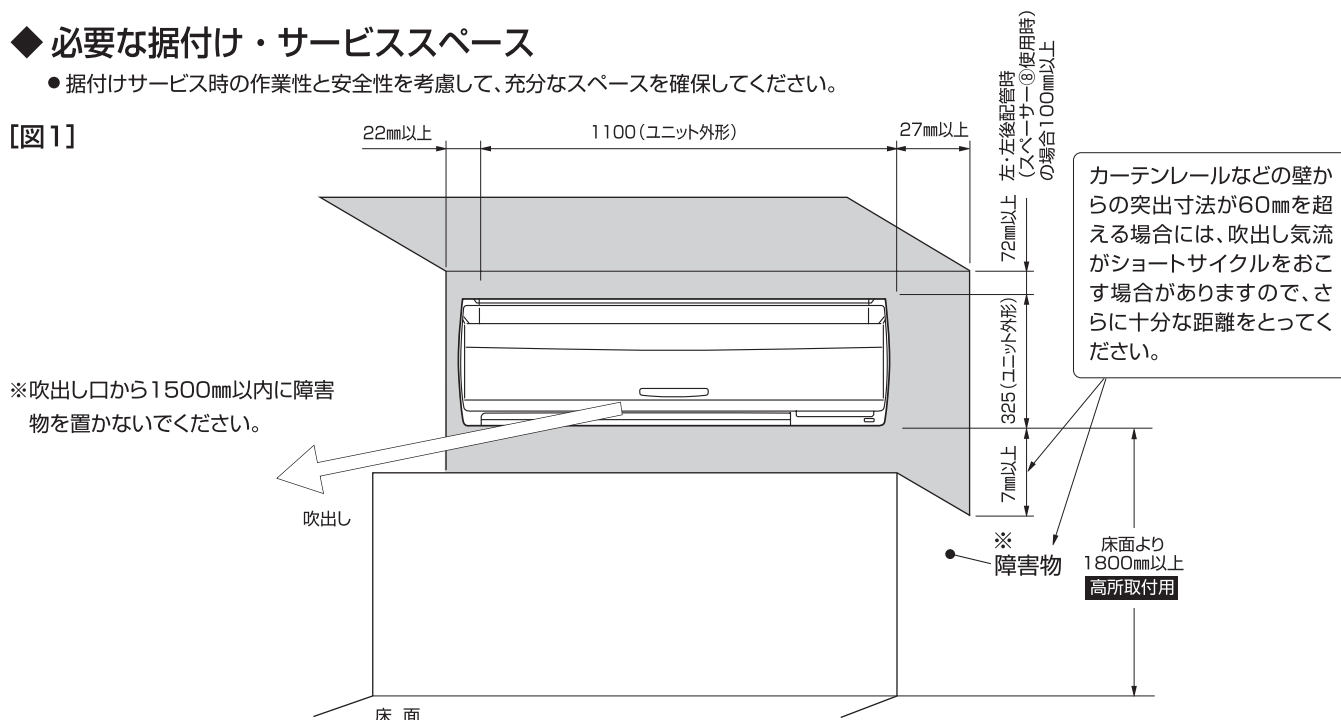 ◆ 必要な据付け・サービススペース
● 据付けサービス時の作業性と安全性を考慮して、充分なスペースを確保してください。
[図1]
22㎜以上
1100(ユニット外形)
27㎜以上
左・左後配管時
(スペーサー⑧使用時)
の場合100㎜以上
72㎜以上
325(ユニット外形)
7㎜以上
カーテンレールなどの壁か
らの突出寸法が60㎜を超
える場合には、吹出し気流
がショートサイクルをおこ
す場合がありますので、さ
らに十分な距離をとってく
ださい。
※吹出し口から1500㎜以内に障害
物を置かないでください。
吹出し
※
障害物
床面より
1800㎜以上
高所取付用
床 面